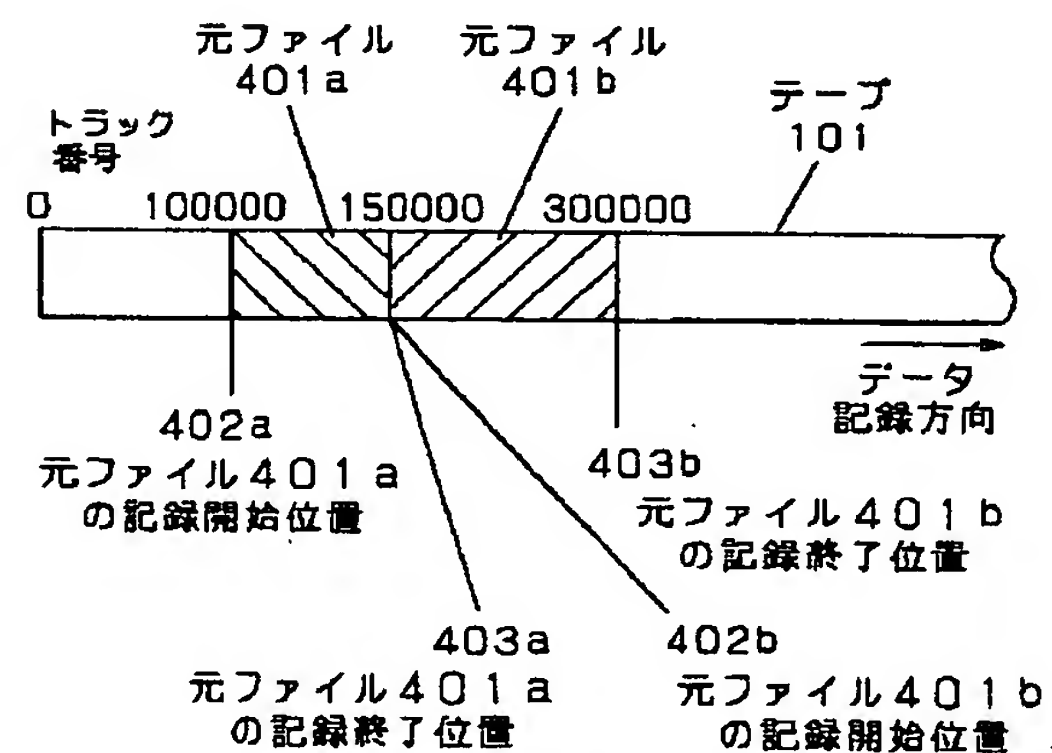 元ファイル
401a
元ファイル
401b
テープ
101
トラック
番号
0 100000 150000 300000
データ
記録方向
402a
元ファイル401a
の記録開始位置
403b
元ファイル401b
の記録終了位置
403a
元ファイル401a
の記録終了位置
402b
元ファイル401b
の記録開始位置